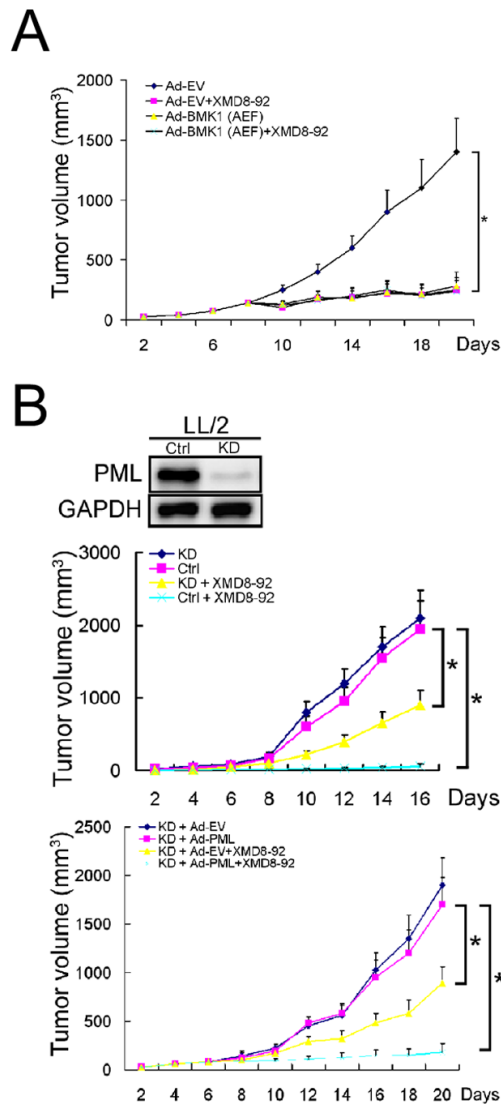 A
Tumor volume (mm³)
2000
1500
1000
500
0
Ad-EV
Ad-EV+XMD8-92
Ad-BMK1 (AEF)
Ad-BMK1 (AEF)+XMD8-92
*
2 6 10 14 18 Days
B
LL/2
Ctrl KD
PML
GAPDH
Tumor volume (mm³)
3000
2000
1000
0
KD
Ctrl
KD + XMD8-92
Ctrl + XMD8-92
*
*
2 4 6 8 10 12 14 16 Days
Tumor volume (mm³)
2500
2000
1500
1000
500
0
KD + Ad-EV
KD + Ad-PML
KD + Ad-EV+XMD8-92
KD + Ad-PML+XMD8-92
*
*
2 4 6 8 10 12 14 16 18 20 Days